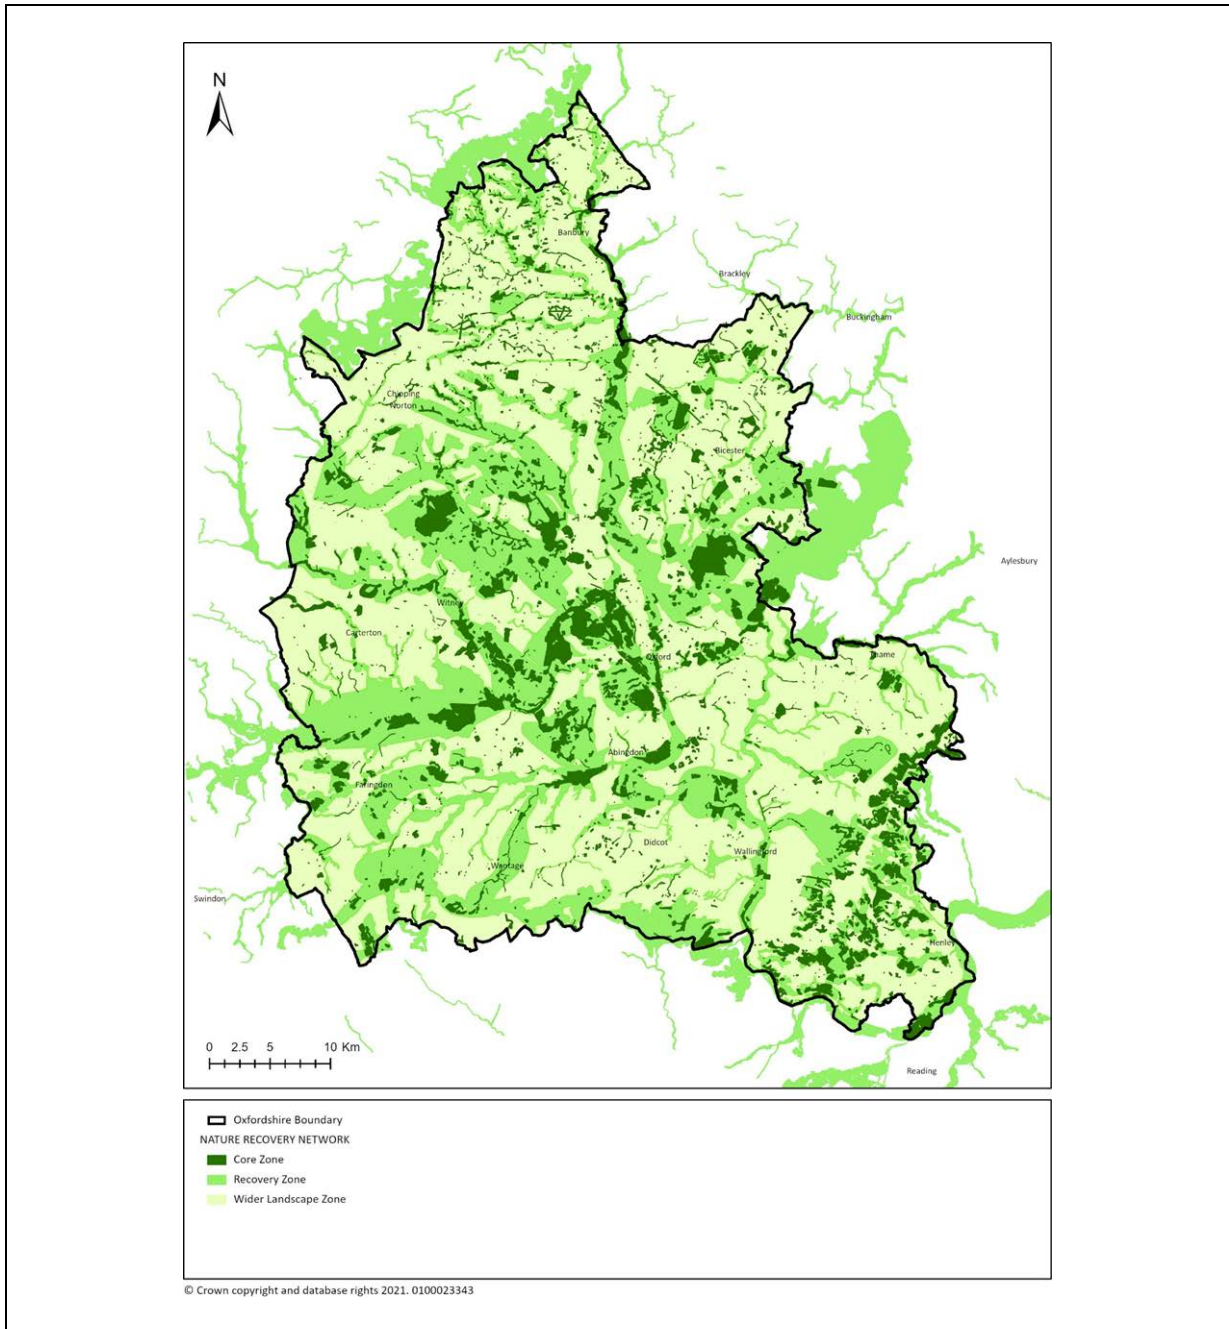 N
Banbury
Brackley
Buckingham
Chipping
Norton
Bicester
Aylesbury
Witney
Carterton
Oxford
Thame
Abingdon
Faringdon
Didcot
Wallingford
Wantage
Swindon
Henley
0 2.5 5 10 Km
Reading
Oxfordshire Boundary
NATURE RECOVERY NETWORK
Core Zone
Recovery Zone
Wider Landscape Zone
© Crown copyright and database rights 2021. 0100023343